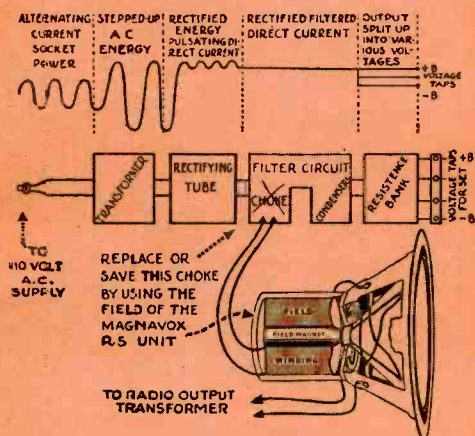 ALTERNATING
CURRENT
SOCKET
POWER
STEPPED-UP
A C
ENERGY
RECTIFIED
ENERGY
PULSATING DI-
RECT CURRENT
RECTIFIED FILTERED
DIRECT CURRENT
OUTPUT
SPLIT UP
INTO VAR-
IOUS VOL-
TAGES
+B
VOLTAGE
TAPS
-B
TRANSFORMER
RECTIFYING
TUBE
FILTER CIRCUIT
CHOKE
CONDENSER
RESISTENCE
BANK
+B
VOLTAGE TAPS
FOR SET
-B
TO
110 VOLT
A.C.
SUPPLY
REPLACE OR
SAVE THIS CHOKE
BY USING THE
FIELD OF THE
MAGNAVOX
R5 UNIT
FIELD
FIELD MAGNET
WINDING
TO RADIO OUTPUT
TRANSFORMER